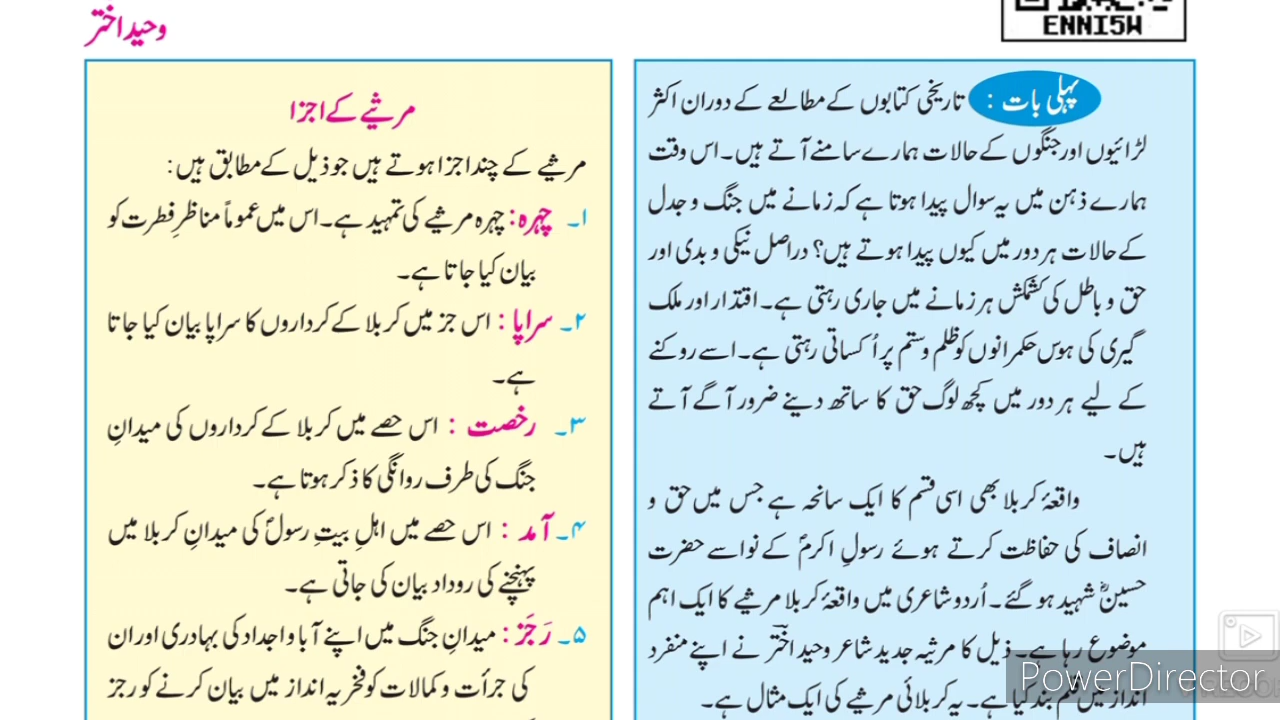 ENNI5W
وحید اختر
پہلی بات : تاریخی کتابوں کے مطالعے کے دوران اکثر
لڑائیوں اور جنگوں کے حالات ہمارے سامنے آتے ہیں۔ اس وقت
ہمارے ذہن میں یہ سوال پیدا ہوتا ہے کہ زمانے میں جنگ و جدل
کے حالات ہر دور میں کیوں پیدا ہوتے ہیں؟ دراصل نیکی و بدی اور
حق و باطل کی کشمکش ہر زمانے میں جاری رہتی ہے۔ اقتدار اور ملک
گیری کی ہوس حکمرانوں کو ظلم و ستم پر اُکساتی رہتی ہے۔ اسے روکنے
کے لیے ہر دور میں کچھ لوگ حق کا ساتھ دینے ضرور آگے آتے
ہیں۔
واقعۂ کربلا بھی اسی قسم کا ایک سانحہ ہے جس میں حق و
انصاف کی حفاظت کرتے ہوئے رسولِ اکرمؐ کے نواسے حضرت
حسینؓ شہید ہو گئے۔ اُردو شاعری میں واقعۂ کربلا مرثیے کا ایک اہم
موضوع رہا ہے۔ ذیل کا مرثیہ جدید شاعر وحید اخترؔ نے اپنے منفرد
انداز میں قلم بند کیا ہے۔ یہ کربلائی مرثیے کی ایک مثال ہے۔
مرثیے کے اجزا
مرثیے کے چند اجزا ہوتے ہیں جو ذیل کے مطابق ہیں:
۱۔ چہرہ: چہرہ مرثیے کی تمہید ہے۔ اس میں عموماً مناظرِ فطرت کو
بیان کیا جاتا ہے۔
۲۔ سراپا : اس جز میں کربلا کے کرداروں کا سراپا بیان کیا جاتا
ہے۔
۳۔ رخصت : اس حصے میں کربلا کے کرداروں کی میدانِ
جنگ کی طرف روانگی کا ذکر ہوتا ہے۔
۴۔ آمد : اس حصے میں اہلِ بیتِ رسولؐ کی میدانِ کربلا میں
پہنچنے کی روداد بیان کی جاتی ہے۔
۵۔ رَجَز : میدانِ جنگ میں اپنے آبا و اجداد کی بہادری اور ان
کی جرأت و کمالات کو فخریہ انداز میں بیان کرنے کو رجز
PowerDirector